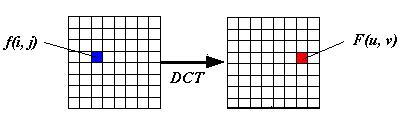 f(i, j)
DCT
F(u, v)